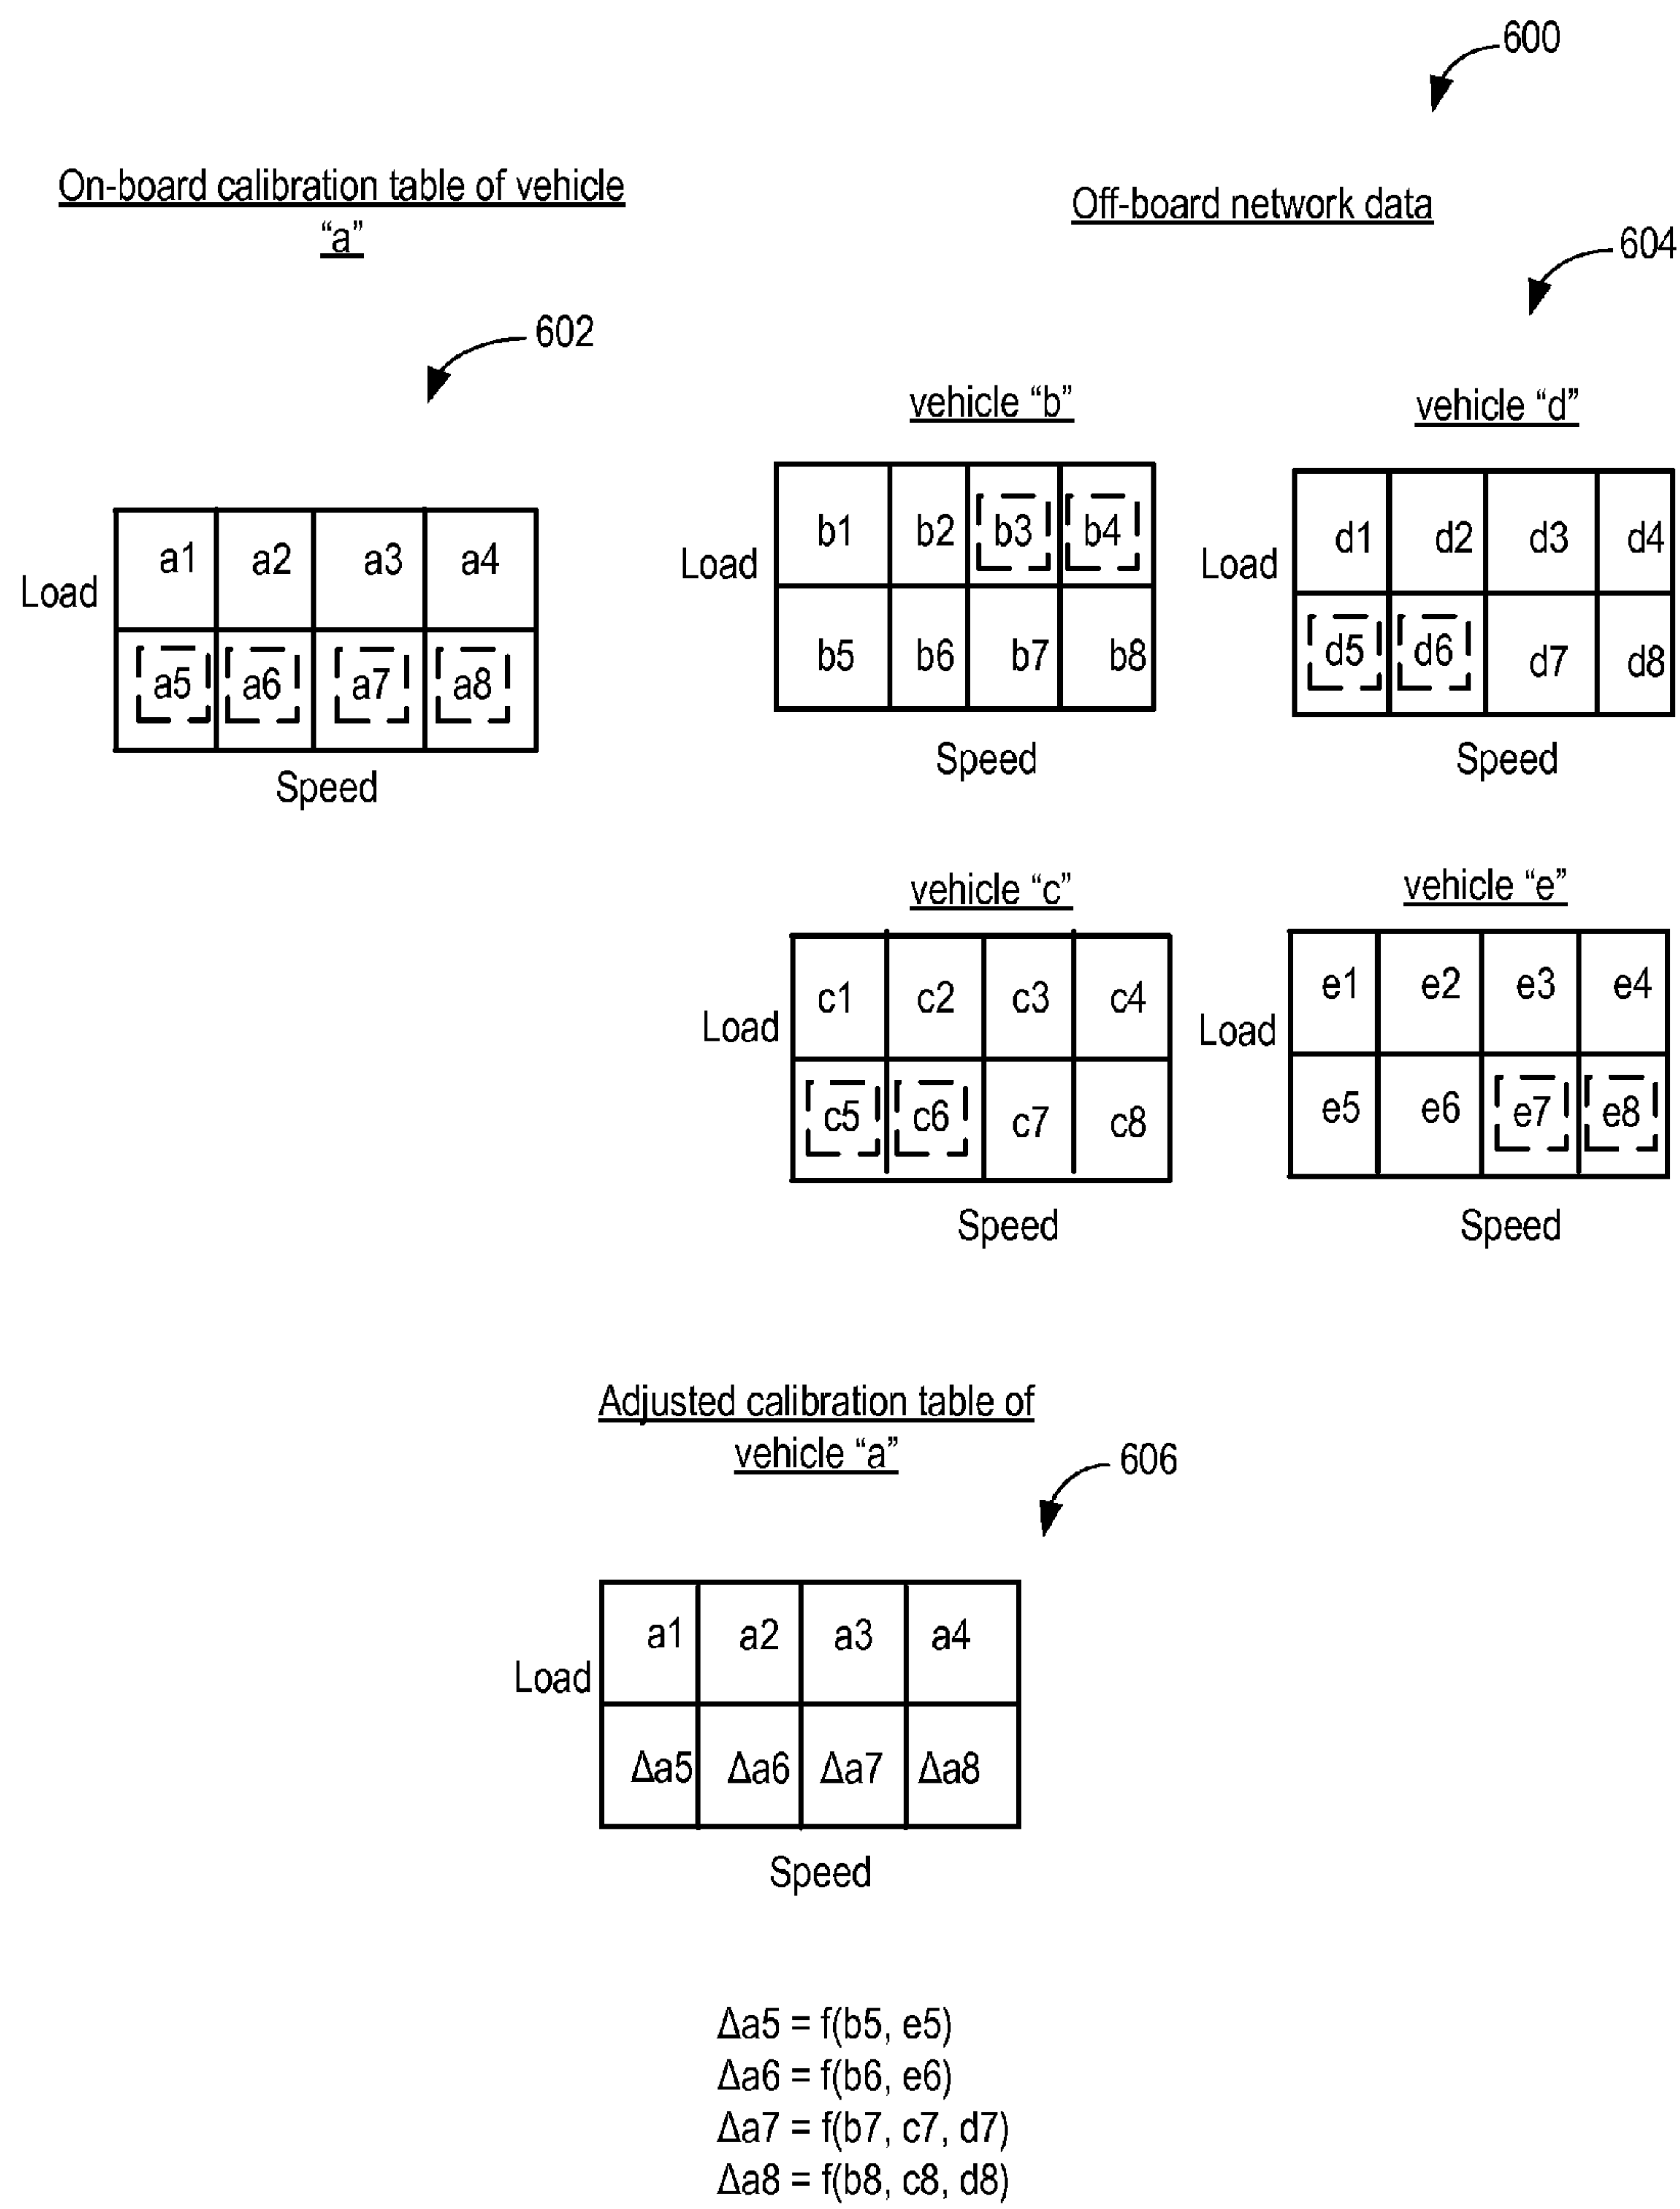 600
On-board calibration table of vehicle
“a”
Off-board network data
604
602
vehicle “b”
vehicle “d”
a1 a2 a3 a4
Load
a5 a6 a7 a8
Speed
b1 b2 b3 b4
Load
b5 b6 b7 b8
Speed
d1 d2 d3 d4
Load
d5 d6 d7 d8
Speed
vehicle “c”
vehicle “e”
c1 c2 c3 c4
Load
c5 c6 c7 c8
Speed
e1 e2 e3 e4
Load
e5 e6 e7 e8
Speed
Adjusted calibration table of
vehicle “a”
606
a1 a2 a3 a4
Load
Δa5 Δa6 Δa7 Δa8
Speed
Δa5 = f(b5, e5)
Δa6 = f(b6, e6)
Δa7 = f(b7, c7, d7)
Δa8 = f(b8, c8, d8)